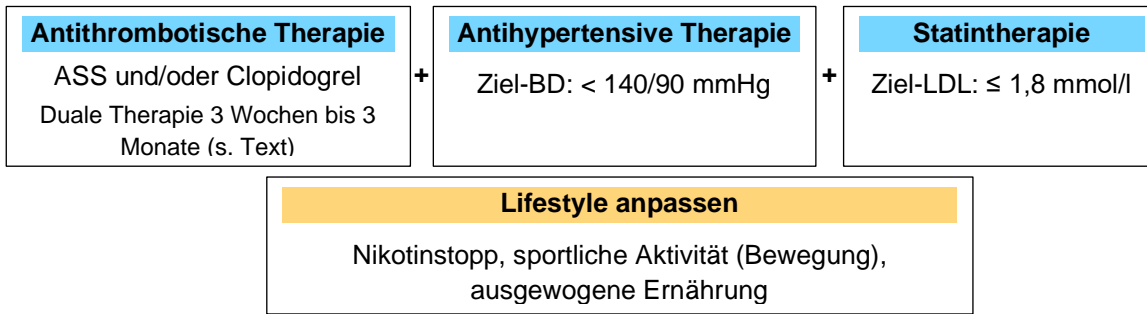 Antithrombotische Therapie
ASS und/oder Clopidogrel
Duale Therapie 3 Wochen bis 3
Monate (s. Text)
+
Antihypertensive Therapie
Ziel-BD: < 140/90 mmHg
+
Statintherapie
Ziel-LDL: ≤ 1,8 mmol/l
Lifestyle anpassen
Nikotinstopp, sportliche Aktivität (Bewegung),
ausgewogene Ernährung